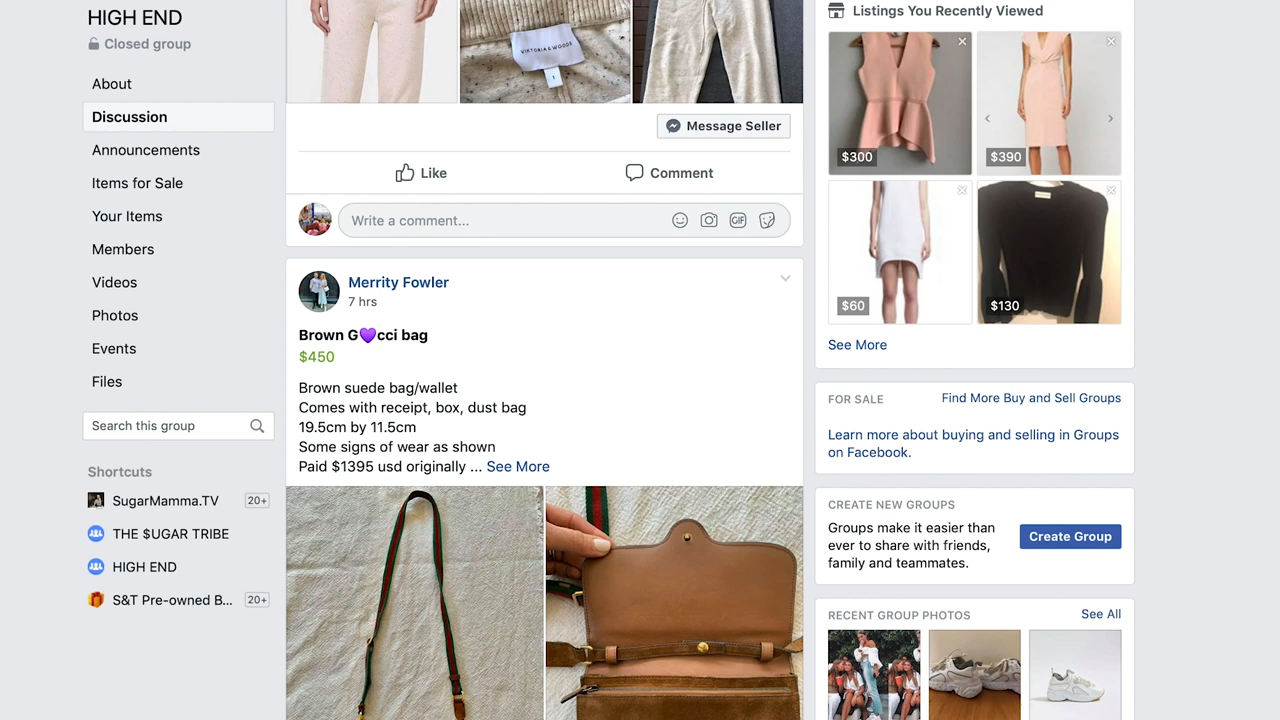 HIGH END
Closed group
About
Discussion
Announcements
Items for Sale
Your Items
Members
Videos
Photos
Events
Files
Search this group
Shortcuts
SugarMamma.TV 20+
THE $UGAR TRIBE
HIGH END
S&T Pre-owned B... 20+
VIKTORIA & WOODS
1
Message Seller
Like
Comment
Write a comment...
GIF
Merrity Fowler
7 hrs
Brown G💜cci bag
$450
Brown suede bag/wallet
Comes with receipt, box, dust bag
19.5cm by 11.5cm
Some signs of wear as shown
Paid $1395 usd originally ... See More
Listings You Recently Viewed
$300
$390
$60
$130
See More
FOR SALE
Find More Buy and Sell Groups
Learn more about buying and selling in Groups
on Facebook.
CREATE NEW GROUPS
Groups make it easier than
ever to share with friends,
family and teammates.
Create Group
RECENT GROUP PHOTOS
See All